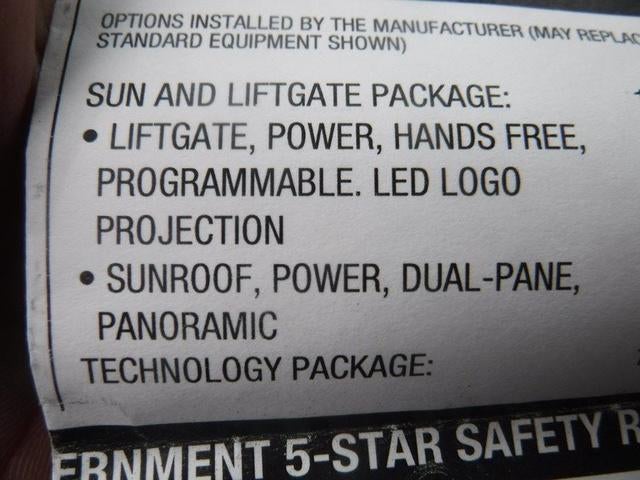 OPTIONS INSTALLED BY THE MANUFACTURER (MAY REPLAC
STANDARD EQUIPMENT SHOWN)
SUN AND LIFTGATE PACKAGE:
• LIFTGATE, POWER, HANDS FREE,
PROGRAMMABLE. LED LOGO
PROJECTION
• SUNROOF, POWER, DUAL-PANE,
PANORAMIC
TECHNOLOGY PACKAGE:
ERNMENT 5-STAR SAFETY R